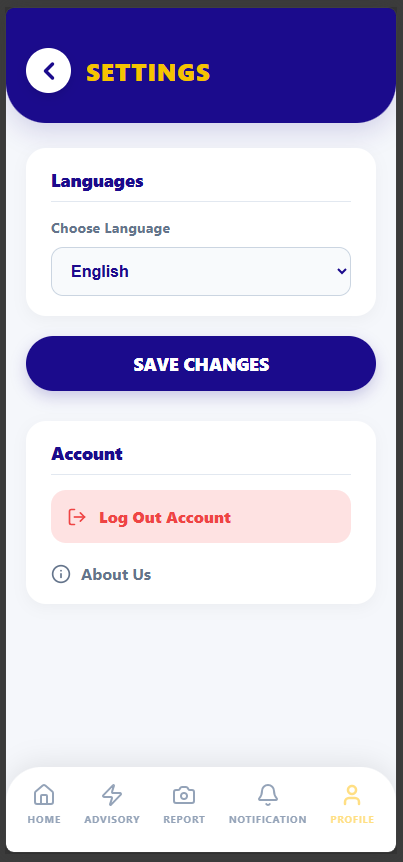 SETTINGS
Languages
Choose Language
English
SAVE CHANGES
Account
Log Out Account
About Us
HOME ADVISORY REPORT NOTIFICATION PROFILE